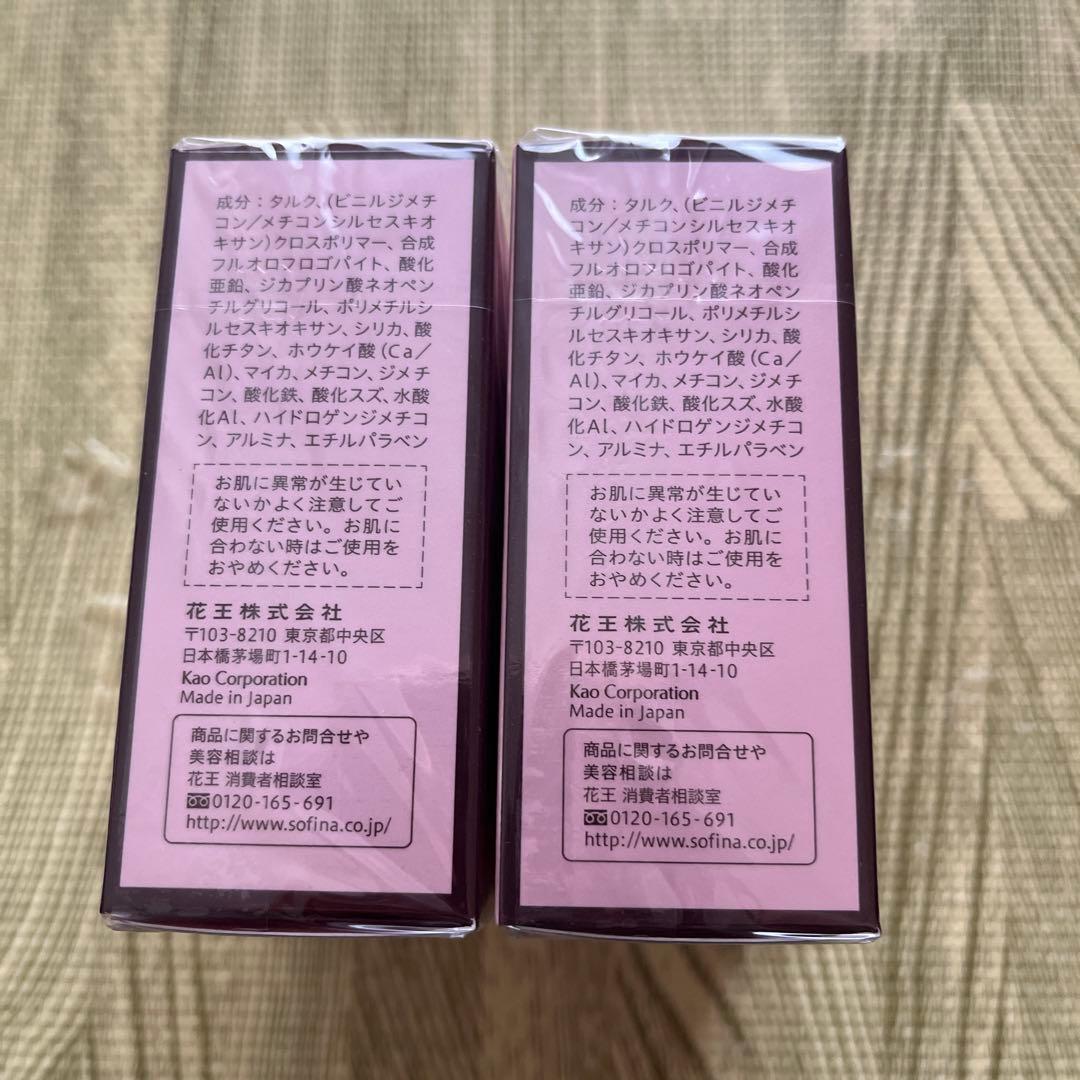 成分：タルク、(ビニルジメチ
コン／メチコンシルセスキオ
キサン)クロスポリマー、合成
フルオロフロゴパイト、酸化
亜鉛、ジカプリン酸ネオペン
チルグリコール、ポリメチルシ
ルセスキオキサン、シリカ、酸
化チタン、ホウケイ酸(Ca／
Al)、マイカ、メチコン、ジメチ
コン、酸化鉄、酸化スズ、水酸
化Al、ハイドロゲンジメチコ
ン、アルミナ、エチルパラベン
お肌に異常が生じてい
ないかよく注意してご
使用ください。お肌に
合わない時はご使用を
おやめください。
花王株式会社
〒103-8210 東京都中央区
日本橋茅場町1-14-10
Kao Corporation
Made in Japan
商品に関するお問合せや
美容相談は
花王 消費者相談室
0120-165-691
http://www.sofina.co.jp/
成分：タルク、(ビニルジメチ
コン／メチコンシルセスキオ
キサン)クロスポリマー、合成
フルオロフロゴパイト、酸化
亜鉛、ジカプリン酸ネオペン
チルグリコール、ポリメチルシ
ルセスキオキサン、シリカ、酸
化チタン、ホウケイ酸(Ca／
Al)、マイカ、メチコン、ジメチ
コン、酸化鉄、酸化スズ、水酸
化Al、ハイドロゲンジメチコ
ン、アルミナ、エチルパラベン
お肌に異常が生じてい
ないかよく注意してご
使用ください。お肌に
合わない時はご使用を
おやめください。
花王株式会社
〒103-8210 東京都中央区
日本橋茅場町1-14-10
Kao Corporation
Made in Japan
商品に関するお問合せや
美容相談は
花王 消費者相談室
0120-165-691
http://www.sofina.co.jp/